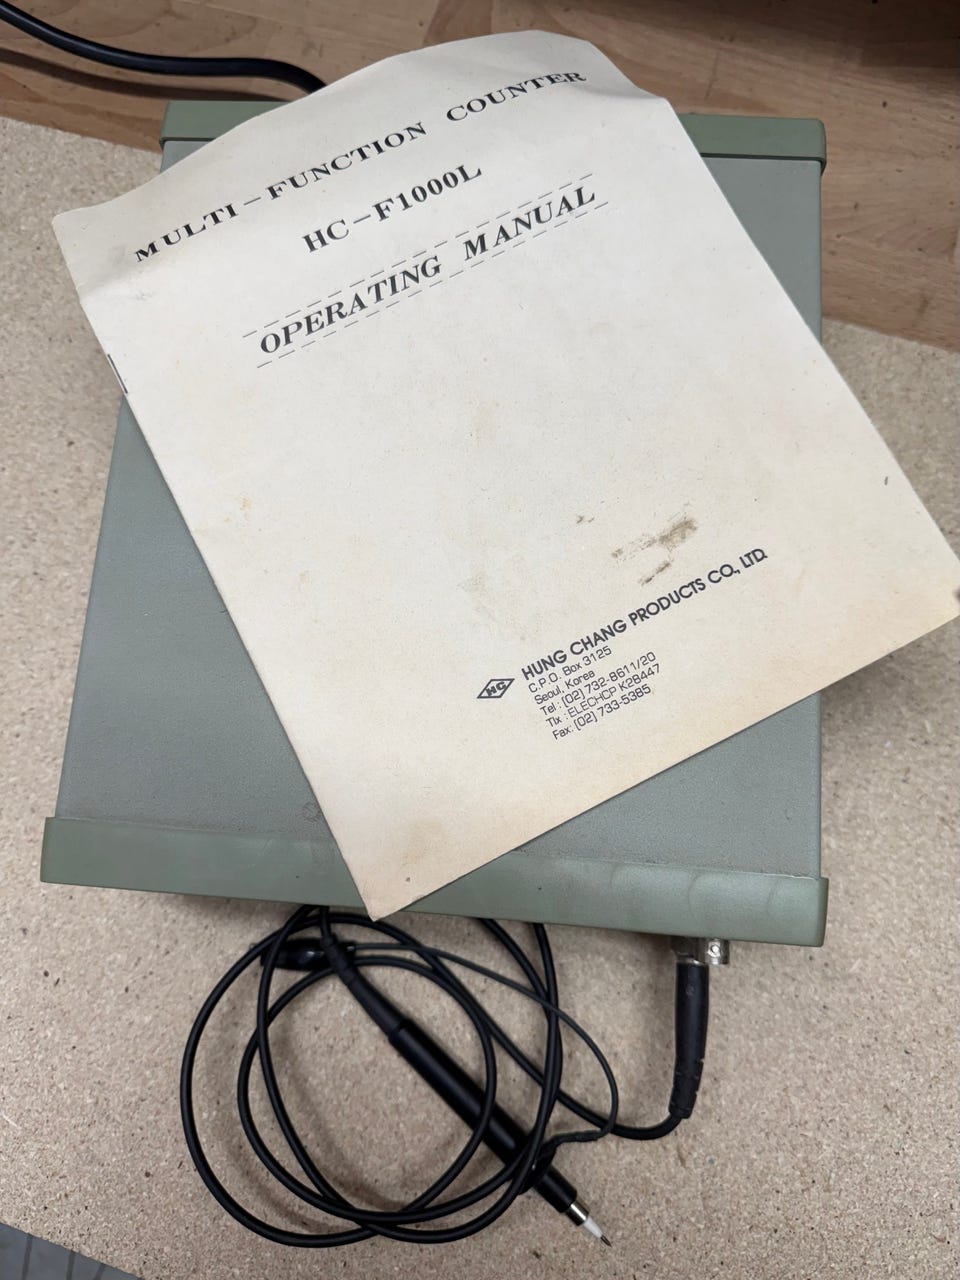 MULTI-FUNCTION COUNTER
HC-F1000L
OPERATING MANUAL
HC
HUNG CHANG PRODUCTS CO., LTD.
C.P.O. Box 3125
Seoul, Korea
Tel : (02) 732-8611/20
Tlx : ELECHCP K28447
Fax: (02) 733-5385